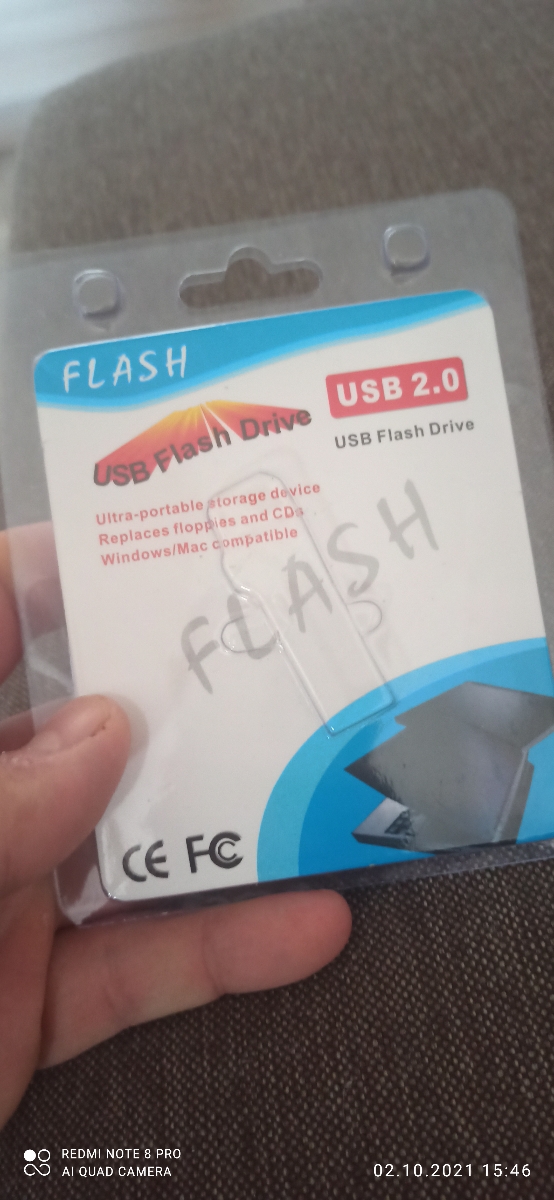 FLASH
USB Flash Drive
USB 2.0
USB Flash Drive
Ultra-portable storage device
Replaces floppies and CDs
Windows/Mac compatible
FLASH
CE FC
REDMI NOTE 8 PRO
AI QUAD CAMERA
02.10.2021 15:46